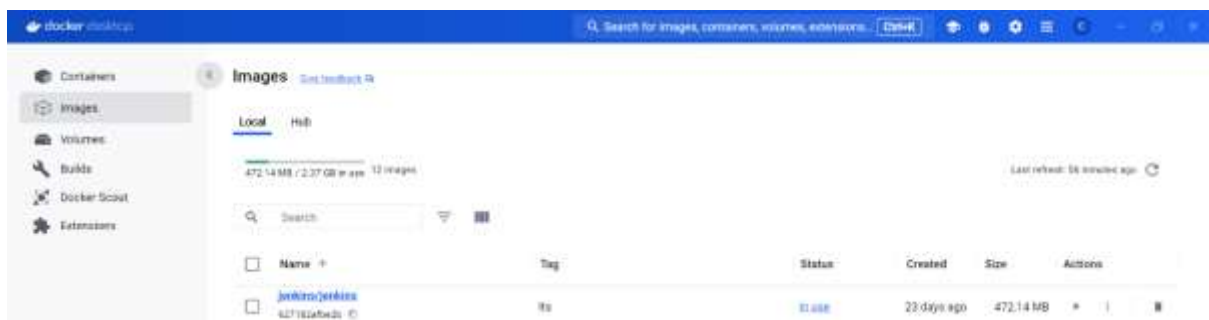 docker desktop
Search for images, containers, volumes, extensions... Ctrl+K
C
Containers
Images
Volumes
Builds
Docker Scout
Extensions
Images Give feedback
Local Hub
472.14 MB / 2.37 GB in use 12 images
Last refresh: 56 minutes ago
Search
Name Tag Status Created Size Actions
jenkins/jenkins
lts In use 23 days ago 472.14 MB